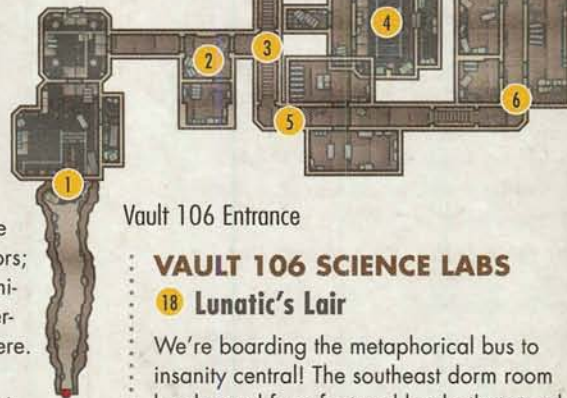 4
2
3
6
5
1
Vault 106 Entrance
ors;
ere.
VAULT 106 SCIENCE LABS
18 Lunatic's Lair
We're boarding the metaphorical bus to
insanity central! The southeast dorm room